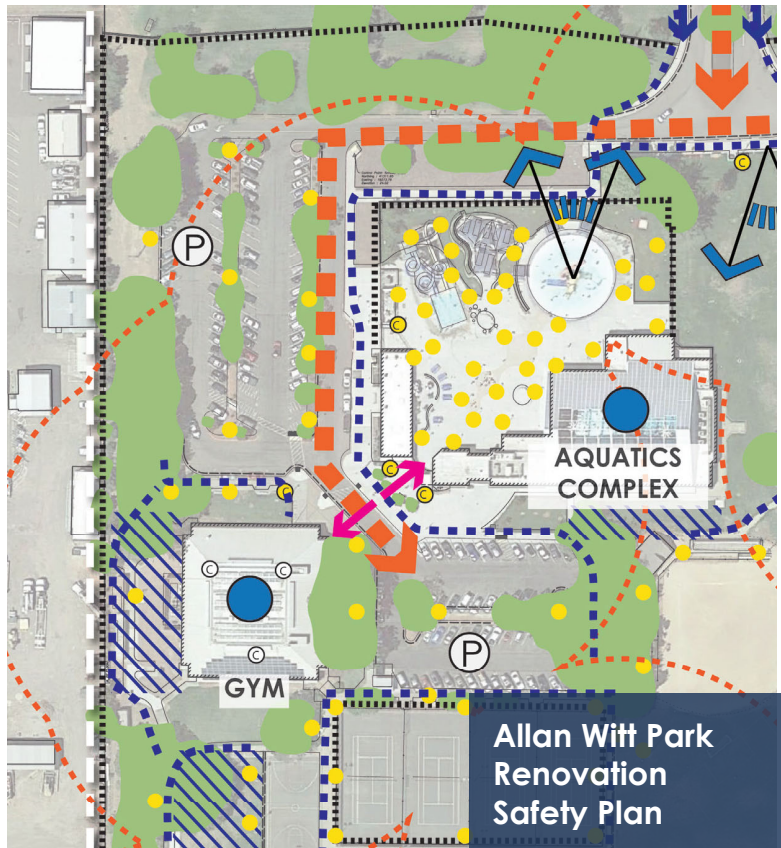 C
P
C
AQUATICS
COMPLEX
C
C
C
C
C
C
P
GYM
Allan Witt Park
Renovation
Safety Plan